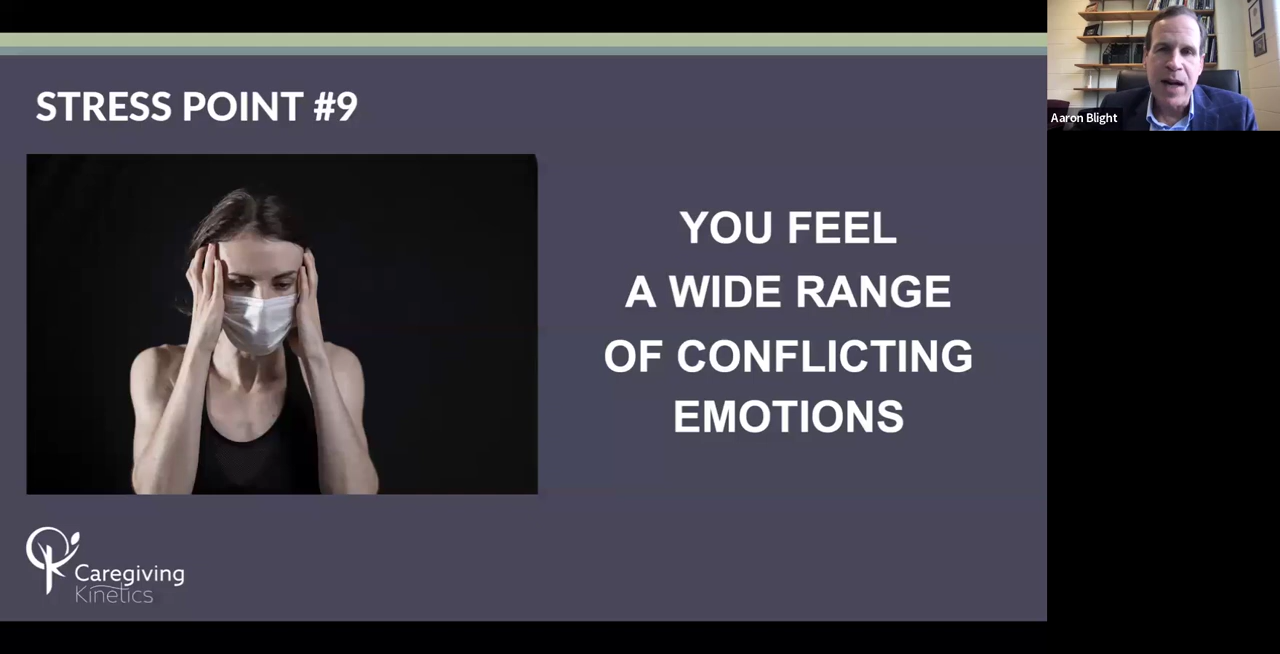 STRESS POINT #9
YOU FEEL
A WIDE RANGE
OF CONFLICTING
EMOTIONS
Caregiving
Kinetics
Aaron Blight